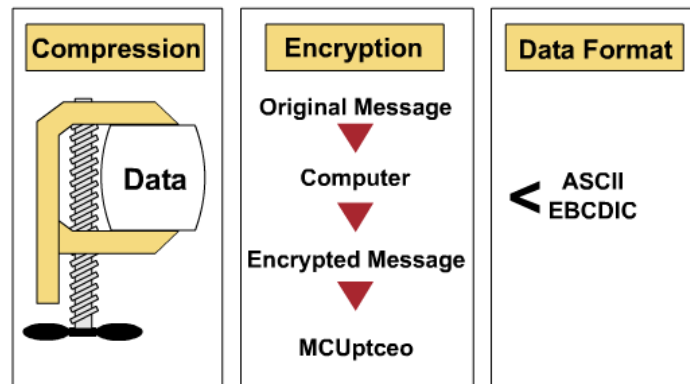 Compression
Data
Encryption
Original Message
Computer
Encrypted Message
MCUptceo
Data Format
< ASCII
EBCDIC